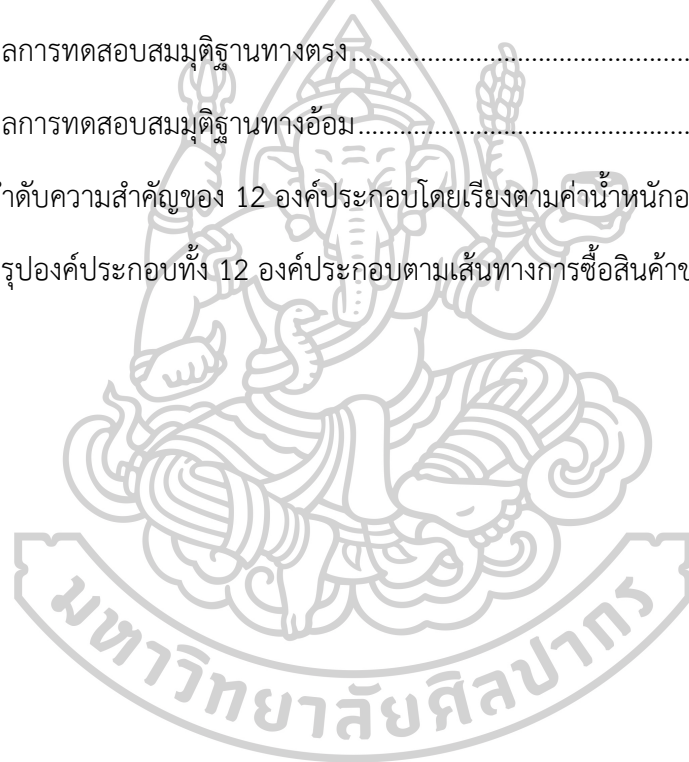 ลการทดสอบสมมุติฐานทางตรง
ลการทดสอบสมมุติฐานทางอ้อม
ำดับความสำคัญของ 12 องค์ประกอบโดยเรียงตามค่าน้ำหนักอ
รุปองค์ประกอบทั้ง 12 องค์ประกอบตามเส้นทางการซื้อสินค้าข
มหาวิทยาลัยศิลปากร